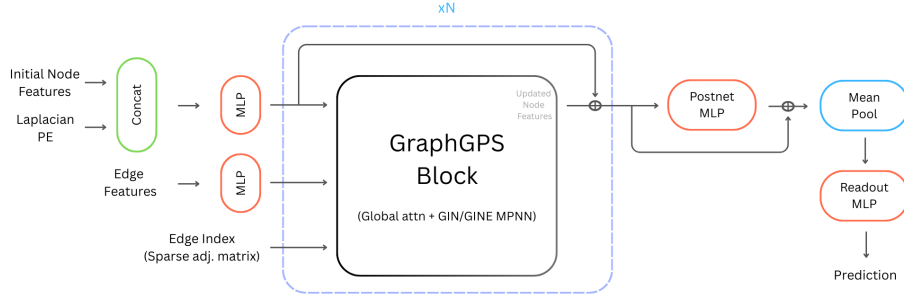 xN
Initial Node
Features
Laplacian
PE
Concat
MLP
Edge
Features
MLP
Edge Index
(Sparse adj. matrix)
Updated
Node
Features
GraphGPS
Block
(Global attn + GIN/GINE MPNN)
Postnet
MLP
Mean
Pool
Readout
MLP
Prediction